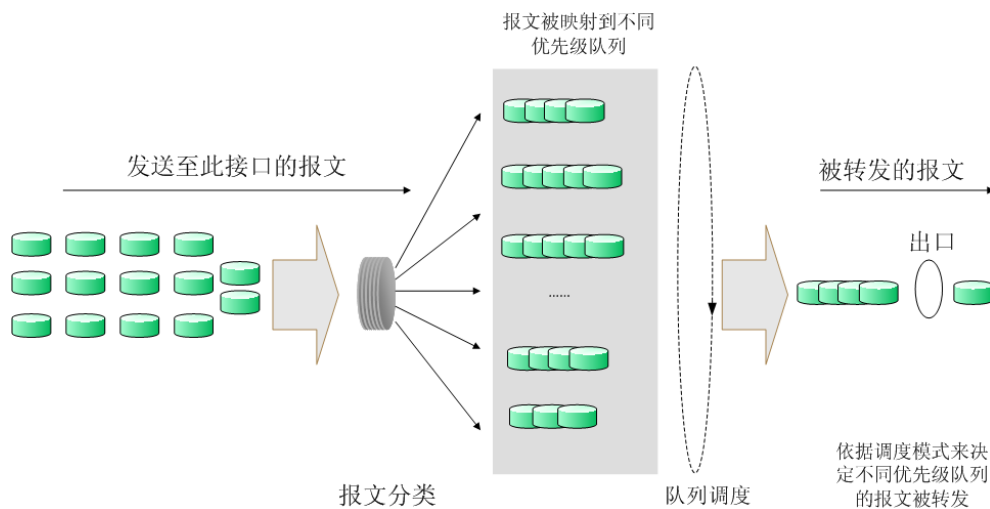 报文被映射到不同
优先级队列
发送至此接口的报文
被转发的报文
出口
......
报文分类
队列调度
依据调度模式来决
定不同优先级队列
的报文被转发